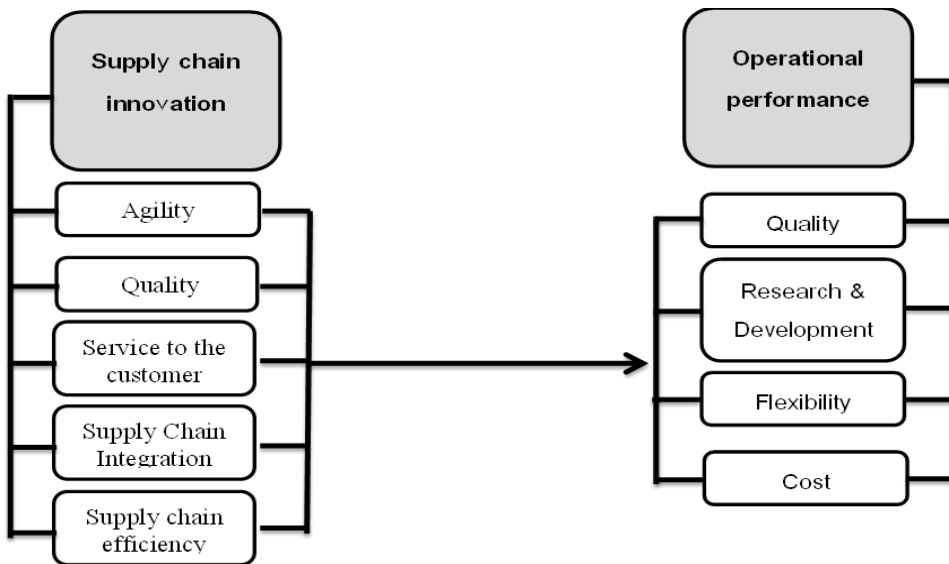 Supply chain
innovation
Agility
Quality
Service to the
customer
Supply Chain
Integration
Supply chain
efficiency
Operational
performance
Quality
Research &
Development
Flexibility
Cost